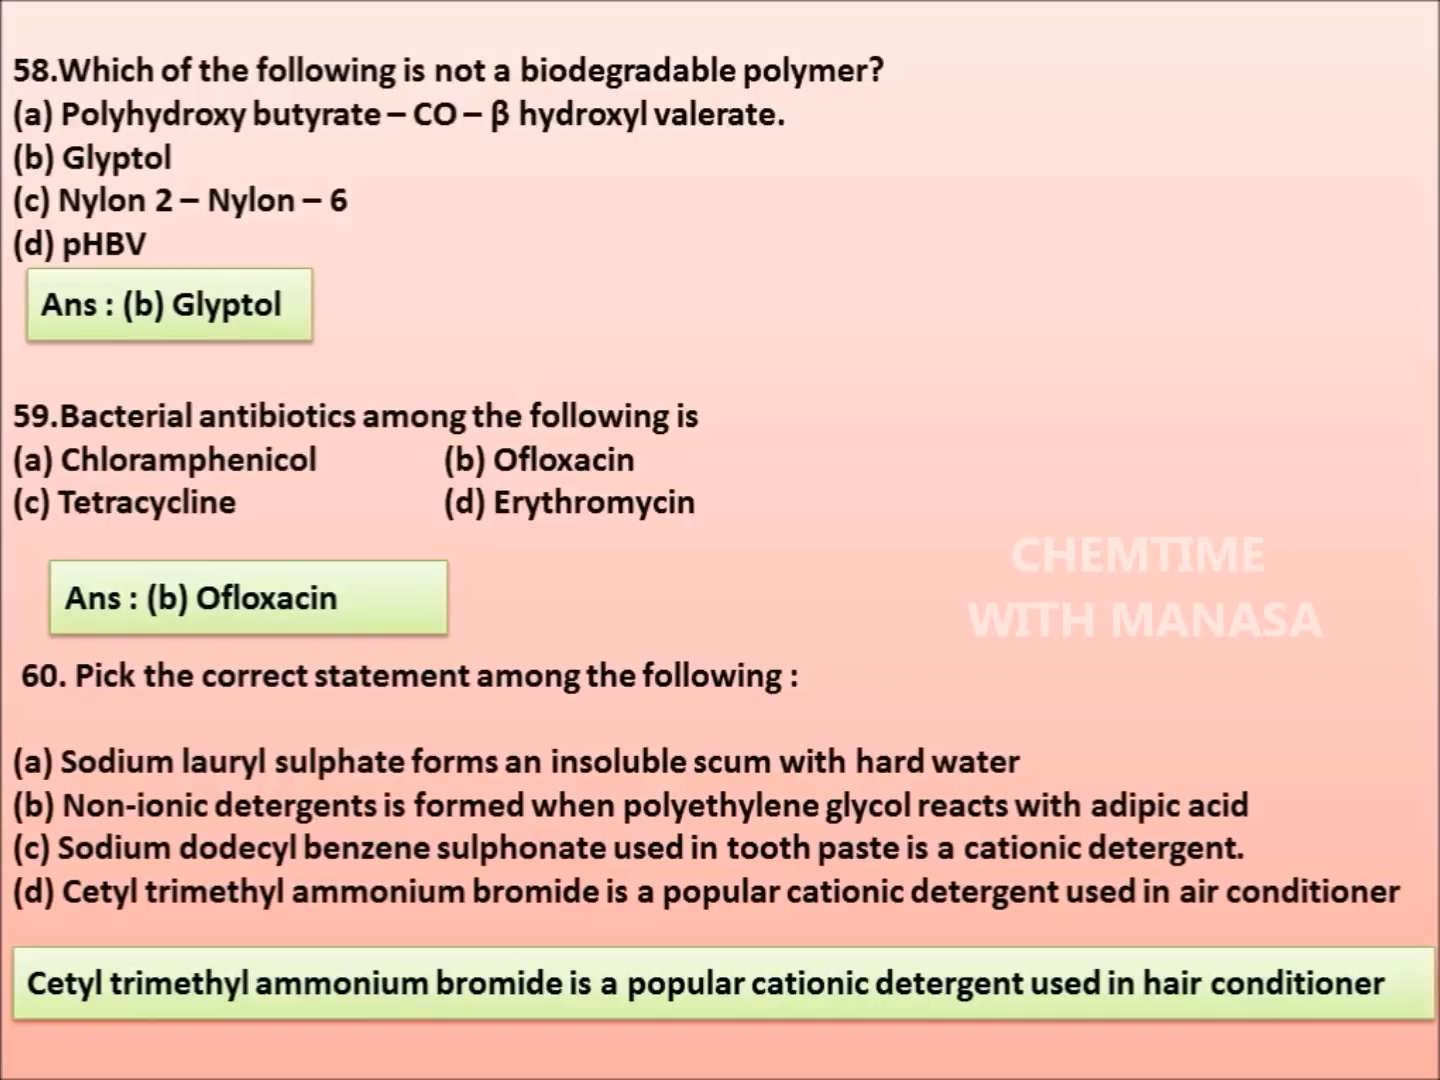 58.Which of the following is not a biodegradable polymer?
(a) Polyhydroxy butyrate – CO – β hydroxyl valerate.
(b) Glyptol
(c) Nylon 2 – Nylon – 6
(d) pHBV
Ans : (b) Glyptol
59.Bacterial antibiotics among the following is
(a) Chloramphenicol (b) Ofloxacin
(c) Tetracycline (d) Erythromycin
CHEMTIME
WITH MANASA
Ans : (b) Ofloxacin
60. Pick the correct statement among the following :
(a) Sodium lauryl sulphate forms an insoluble scum with hard water
(b) Non-ionic detergents is formed when polyethylene glycol reacts with adipic acid
(c) Sodium dodecyl benzene sulphonate used in tooth paste is a cationic detergent.
(d) Cetyl trimethyl ammonium bromide is a popular cationic detergent used in air conditioner
Cetyl trimethyl ammonium bromide is a popular cationic detergent used in hair conditioner